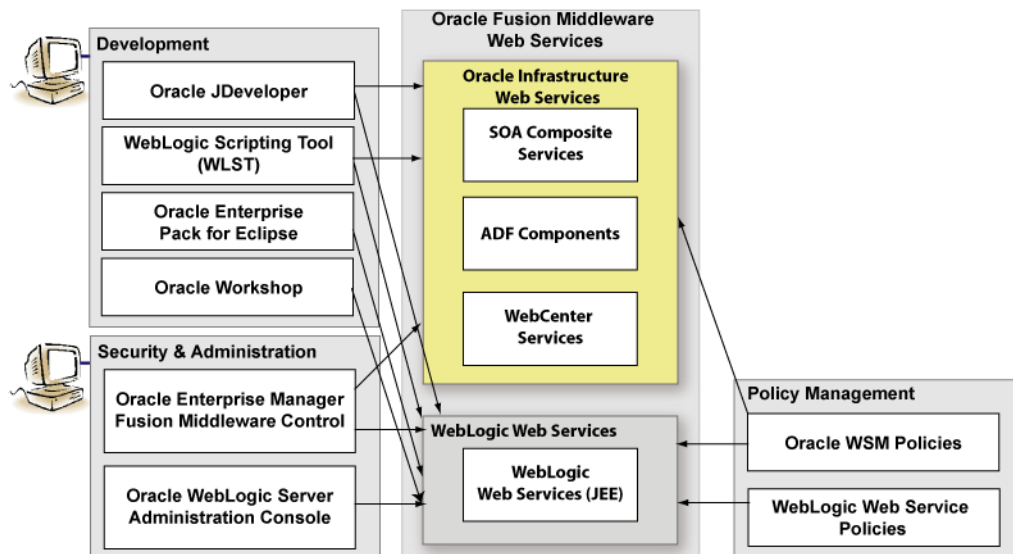 Development
Oracle JDeveloper
WebLogic Scripting Tool
(WLST)
Oracle Enterprise
Pack for Eclipse
Oracle Workshop
Security & Administration
Oracle Enterprise Manager
Fusion Middleware Control
Oracle WebLogic Server
Administration Console
Oracle Fusion Middleware
Web Services
Oracle Infrastructure
Web Services
SOA Composite
Services
ADF Components
WebCenter
Services
WebLogic Web Services
WebLogic
Web Services (JEE)
Policy Management
Oracle WSM Policies
WebLogic Web Service
Policies